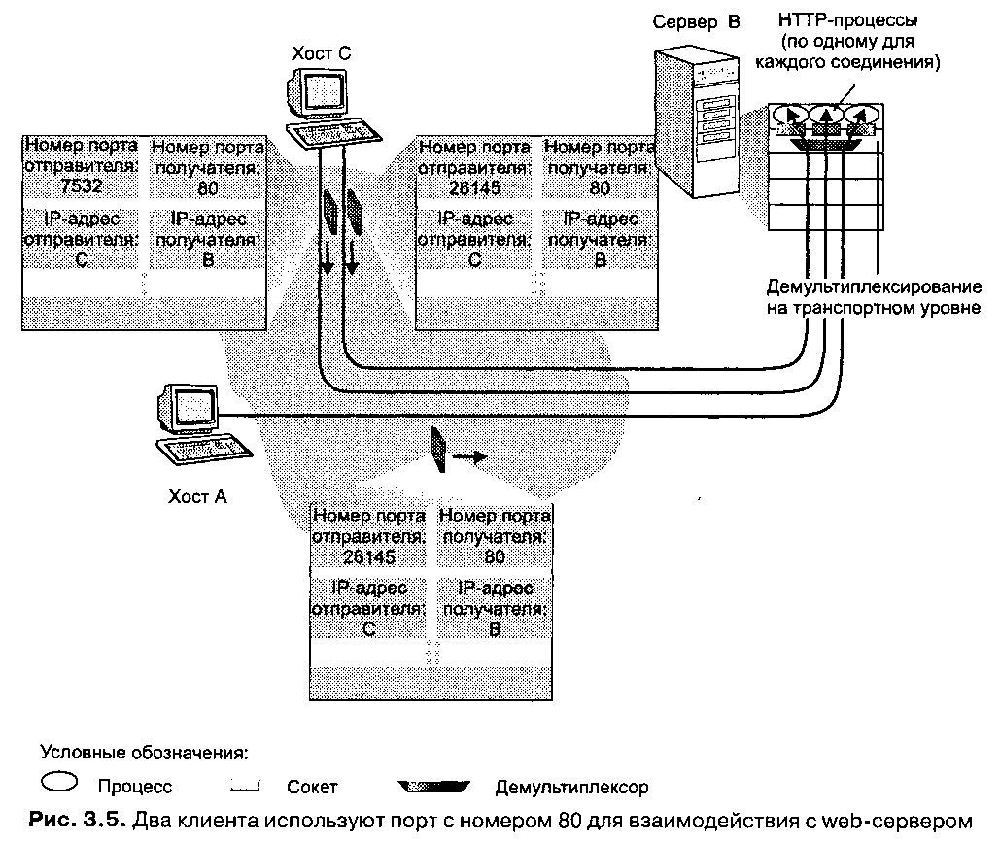 Сервер В
HTTP-процессы
(по одному для
каждого соединения)
Хост С
Номер порта
отправителя:
7532
Номер порта
получателя:
80
IP-адрес
отправителя:
С
IP-адрес
получателя:
В
Номер порта
отправителя:
26145
Номер порта
получателя:
80
IP-адрес
отправителя:
С
IP-адрес
получателя:
В
Демультиплексирование
на транспортном уровне
Хост А
Номер порта
отправителя:
26145
Номер порта
получателя:
80
IP-адрес
отправителя:
С
IP-адрес
получателя:
В
Условные обозначения:
Процесс
Сокет
Демультиплексор
Рис. 3.5. Два клиента используют порт с номером 80 для взаимодействия с web-сервером